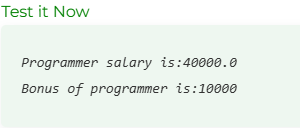 Test it Now
Programmer salary is:40000.0
Bonus of programmer is:10000